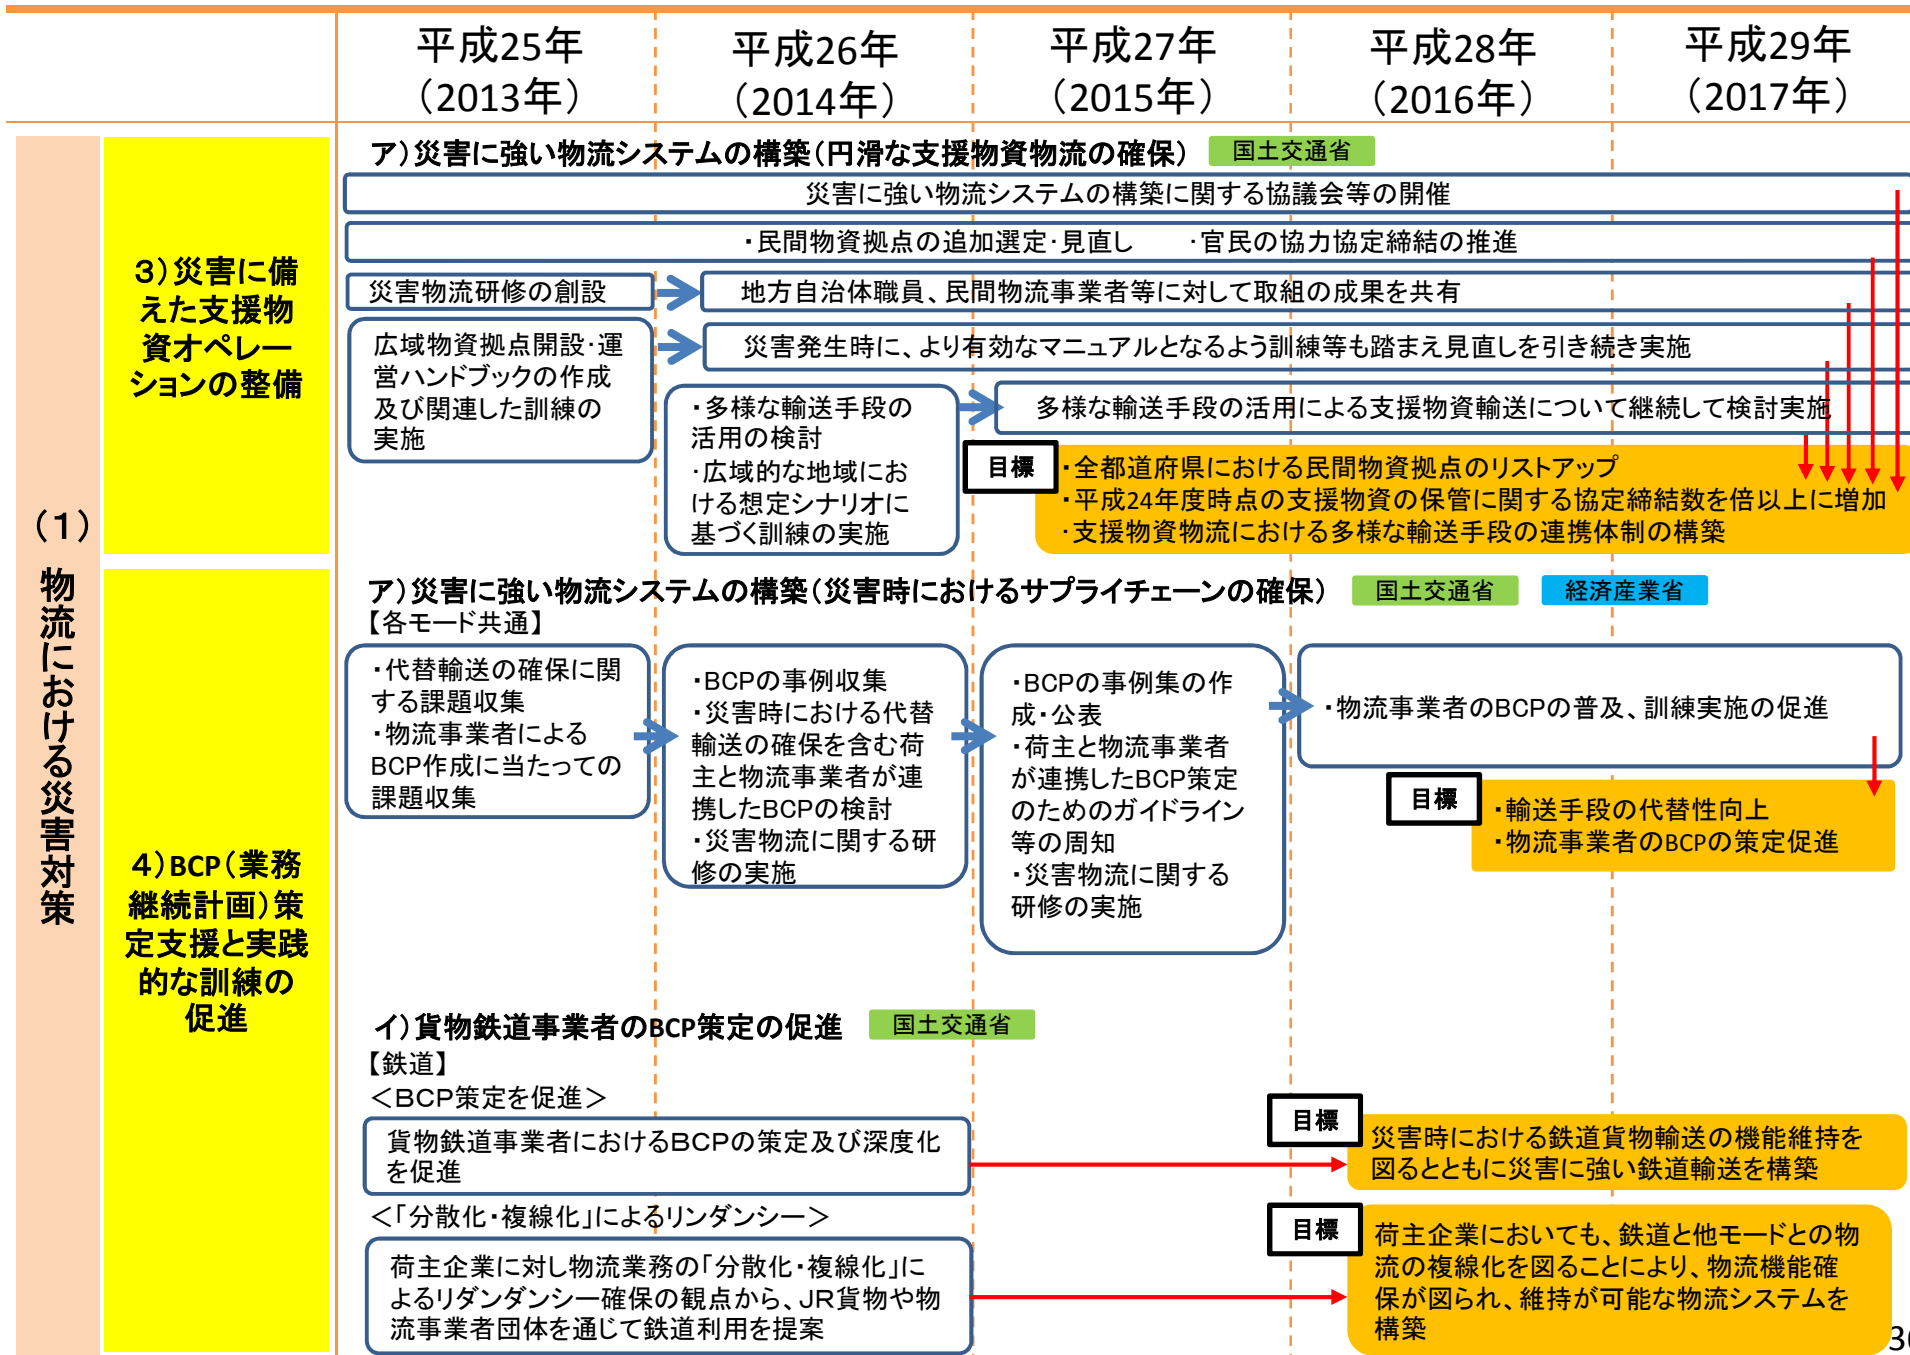 平成25年
（2013年）
平成26年
（2014年）
平成27年
（2015年）
平成28年
（2016年）
平成29年
（2017年）
（１）物流における災害対策
３）災害に備
えた支援物
資オペレー
ションの整備
ア）災害に強い物流システムの構築（円滑な支援物資物流の確保）
国土交通省
災害に強い物流システムの構築に関する協議会等の開催
・民間物資拠点の追加選定・見直し　　・官民の協力協定締結の推進
災害物流研修の創設
地方自治体職員、民間物流事業者等に対して取組の成果を共有
広域物資拠点開設・運
営ハンドブックの作成
及び関連した訓練の
実施
災害発生時に、より有効なマニュアルとなるよう訓練等も踏まえ見直しを引き続き実施
・多様な輸送手段の
活用の検討
・広域的な地域にお
ける想定シナリオに
基づく訓練の実施
多様な輸送手段の活用による支援物資輸送について継続して検討実施
目標
・全都道府県における民間物資拠点のリストアップ
・平成24年度時点の支援物資の保管に関する協定締結数を倍以上に増加
・支援物資物流における多様な輸送手段の連携体制の構築
４）BCP（業務
継続計画）策
定支援と実践
的な訓練の
促進
ア）災害に強い物流システムの構築（災害時におけるサプライチェーンの確保）
国土交通省
経済産業省
【各モード共通】
・代替輸送の確保に関
する課題収集
・物流事業者による
BCP作成に当たっての
課題収集
・BCPの事例収集
・災害時における代替
輸送の確保を含む荷
主と物流事業者が連
携したBCPの検討
・災害物流に関する研
修の実施
・BCPの事例集の作
成・公表
・荷主と物流事業者
が連携したBCP策定
のためのガイドライン
等の周知
・災害物流に関する
研修の実施
・物流事業者のBCPの普及、訓練実施の促進
目標
・輸送手段の代替性向上
・物流事業者のBCPの策定促進
イ）貨物鉄道事業者のBCP策定の促進
国土交通省
【鉄道】
＜ＢＣＰ策定を促進＞
貨物鉄道事業者におけるＢＣＰの策定及び深度化
を促進
目標
災害時における鉄道貨物輸送の機能維持を
図るとともに災害に強い鉄道輸送を構築
＜「分散化・複線化」によるリンダンシー＞
荷主企業に対し物流業務の「分散化・複線化」に
よるリダンダンシー確保の観点から、ＪＲ貨物や物
流事業者団体を通じて鉄道利用を提案
目標
荷主企業においても、鉄道と他モードとの物
流の複線化を図ることにより、物流機能確
保が図られ、維持が可能な物流システムを
構築